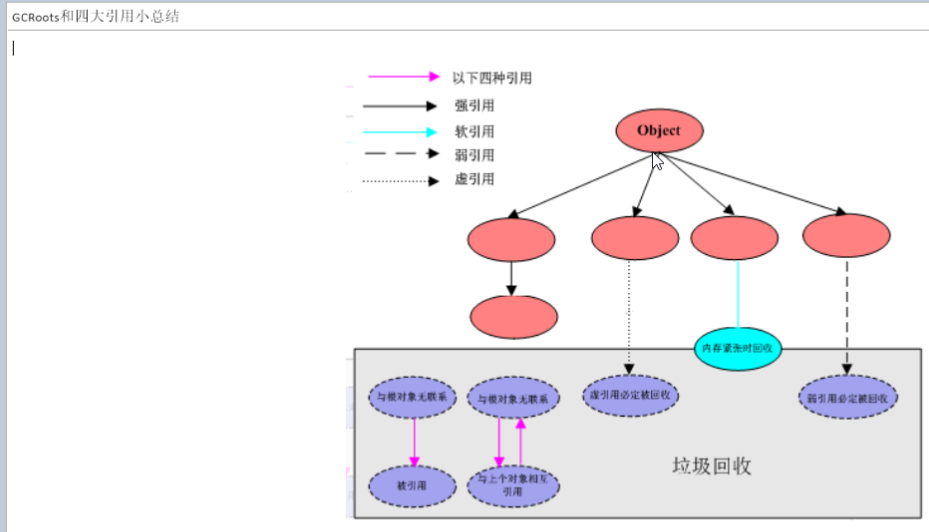 GCRoots和四大引用小总结
以下四种引用
强引用
软引用
弱引用
虚引用
Object
内存紧张时回收
与根对象无联系
与根对象无联系
虚引用必定被回收
弱引用必定被回收
被引用
与上个对象相互
引用
垃圾回收